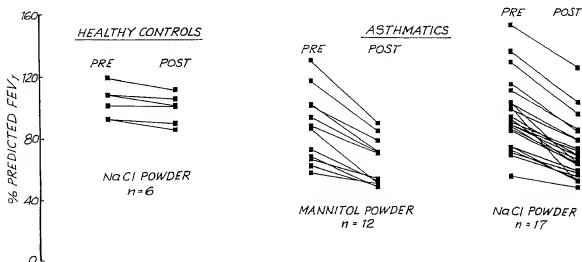 160
120
80
40
0
% PREDICTED FEV1
HEALTHY CONTROLS
PRE POST
NaCl POWDER
n=6
ASTHMATICS
PRE POST
MANNITOL POWDER
n = 12
PRE POST
NaCl POWDER
n = 17